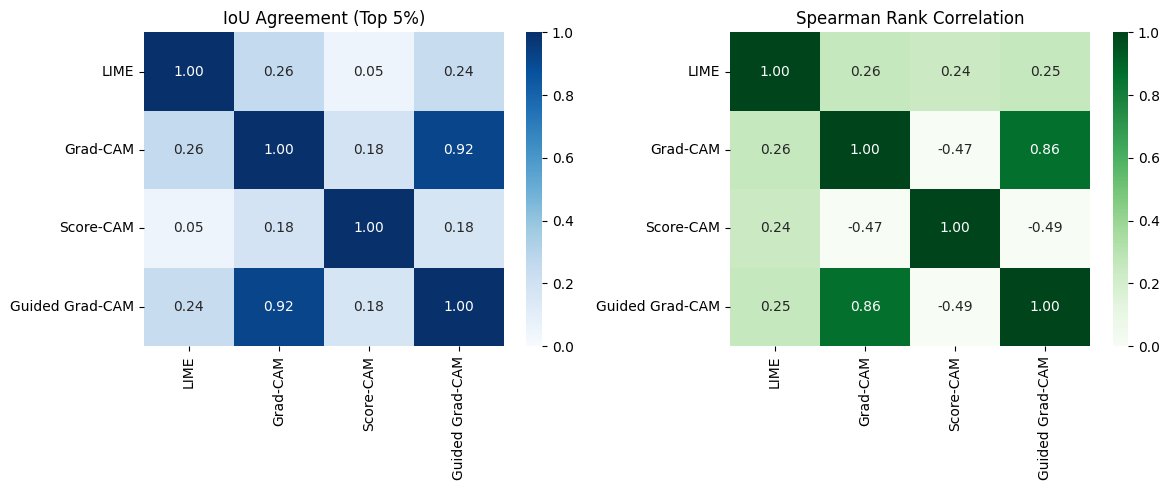 IoU Agreement (Top 5%)
LIME 1.00 0.26 0.05 0.24
Grad-CAM 0.26 1.00 0.18 0.92
Score-CAM 0.05 0.18 1.00 0.18
Guided Grad-CAM 0.24 0.92 0.18 1.00
LIME
Grad-CAM
Score-CAM
Guided Grad-CAM
1.0
0.8
0.6
0.4
0.2
0.0
Spearman Rank Correlation
LIME 1.00 0.26 0.24 0.25
Grad-CAM 0.26 1.00 -0.47 0.86
Score-CAM 0.24 -0.47 1.00 -0.49
Guided Grad-CAM 0.25 0.86 -0.49 1.00
LIME
Grad-CAM
Score-CAM
Guided Grad-CAM
1.0
0.8
0.6
0.4
0.2
0.0